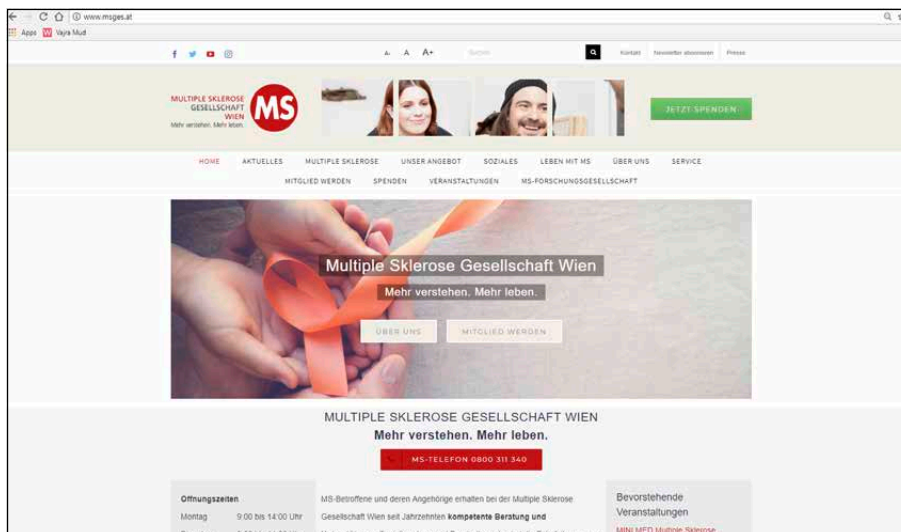 www.msges.at
Apps
Vajra Mud
A- A A+
Kontakt Newsletter abonnieren Presse
MULTIPLE SKLEROSE
GESELLSCHAFT
WIEN
Mehr verstehen. Mehr leben.
MS
JETZT SPENDEN
HOME AKTUELLES MULTIPLE SKLEROSE UNSER ANGEBOT SOZIALES LEBEN MIT MS ÜBER UNS SERVICE
MITGLIED WERDEN SPENDEN VERANSTALTUNGEN MS-FORSCHUNGSGESELLSCHAFT
Multiple Sklerose Gesellschaft Wien
Mehr verstehen. Mehr leben.
ÜBER UNS MITGLIED WERDEN
MULTIPLE SKLEROSE GESELLSCHAFT WIEN
Mehr verstehen. Mehr leben.
MS-TELEFON 0800 311 340
Öffnungszeiten
Montag 9:00 bis 14:00 Uhr
MS-Betroffene und deren Angehörige erhalten bei der Multiple Sklerose
Gesellschaft Wien seit Jahrzehnten kompetente Beratung und
Bevorstehende
Veranstaltungen
MINI MED Multiple Sklerose